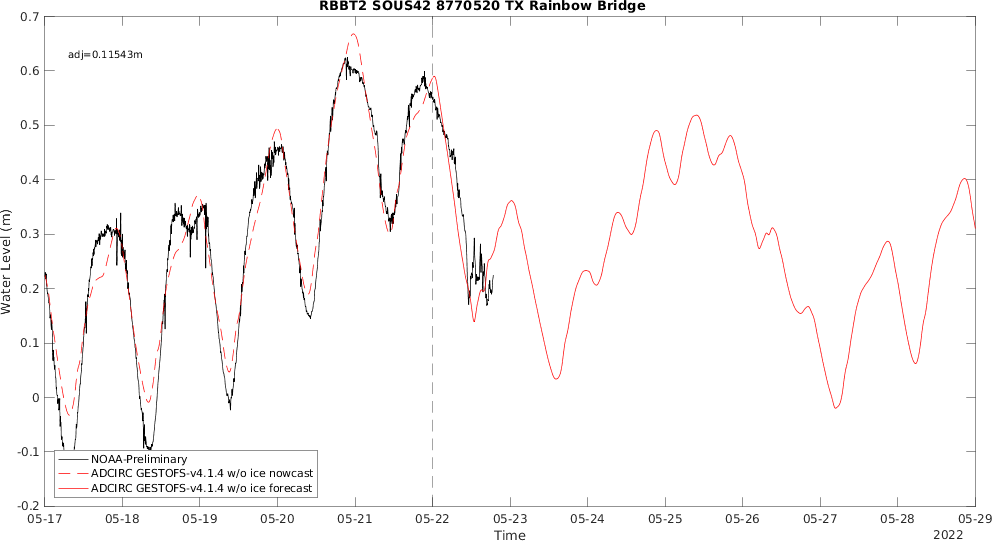 RBBT2 SOUS42 8770520 TX Rainbow Bridge
adj=0.11543m
Water Level (m)
0.7
0.6
0.5
0.4
0.3
0.2
0.1
0
-0.1
-0.2
NOAA-Preliminary
ADCIRC GESTOFS-v4.1.4 w/o ice nowcast
ADCIRC GESTOFS-v4.1.4 w/o ice forecast
05-17 05-18 05-19 05-20 05-21 05-22 05-23 05-24 05-25 05-26 05-27 05-28 05-29
Time
2022